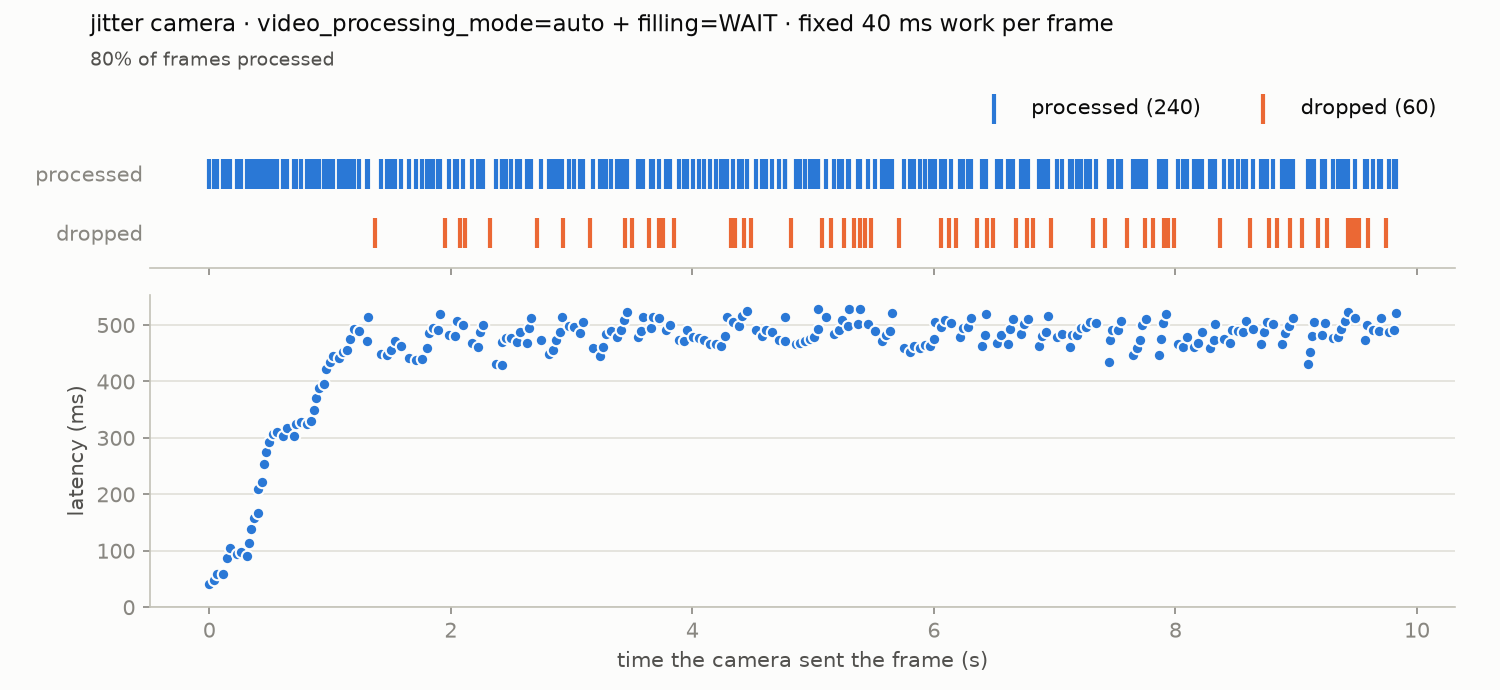 jitter camera · video_processing_mode=auto + filling=WAIT · fixed 40 ms work per frame
80% of frames processed
processed (240)
dropped (60)
processed
dropped
latency (ms)
500
400
300
200
100
0
0 2 4 6 8 10
time the camera sent the frame (s)